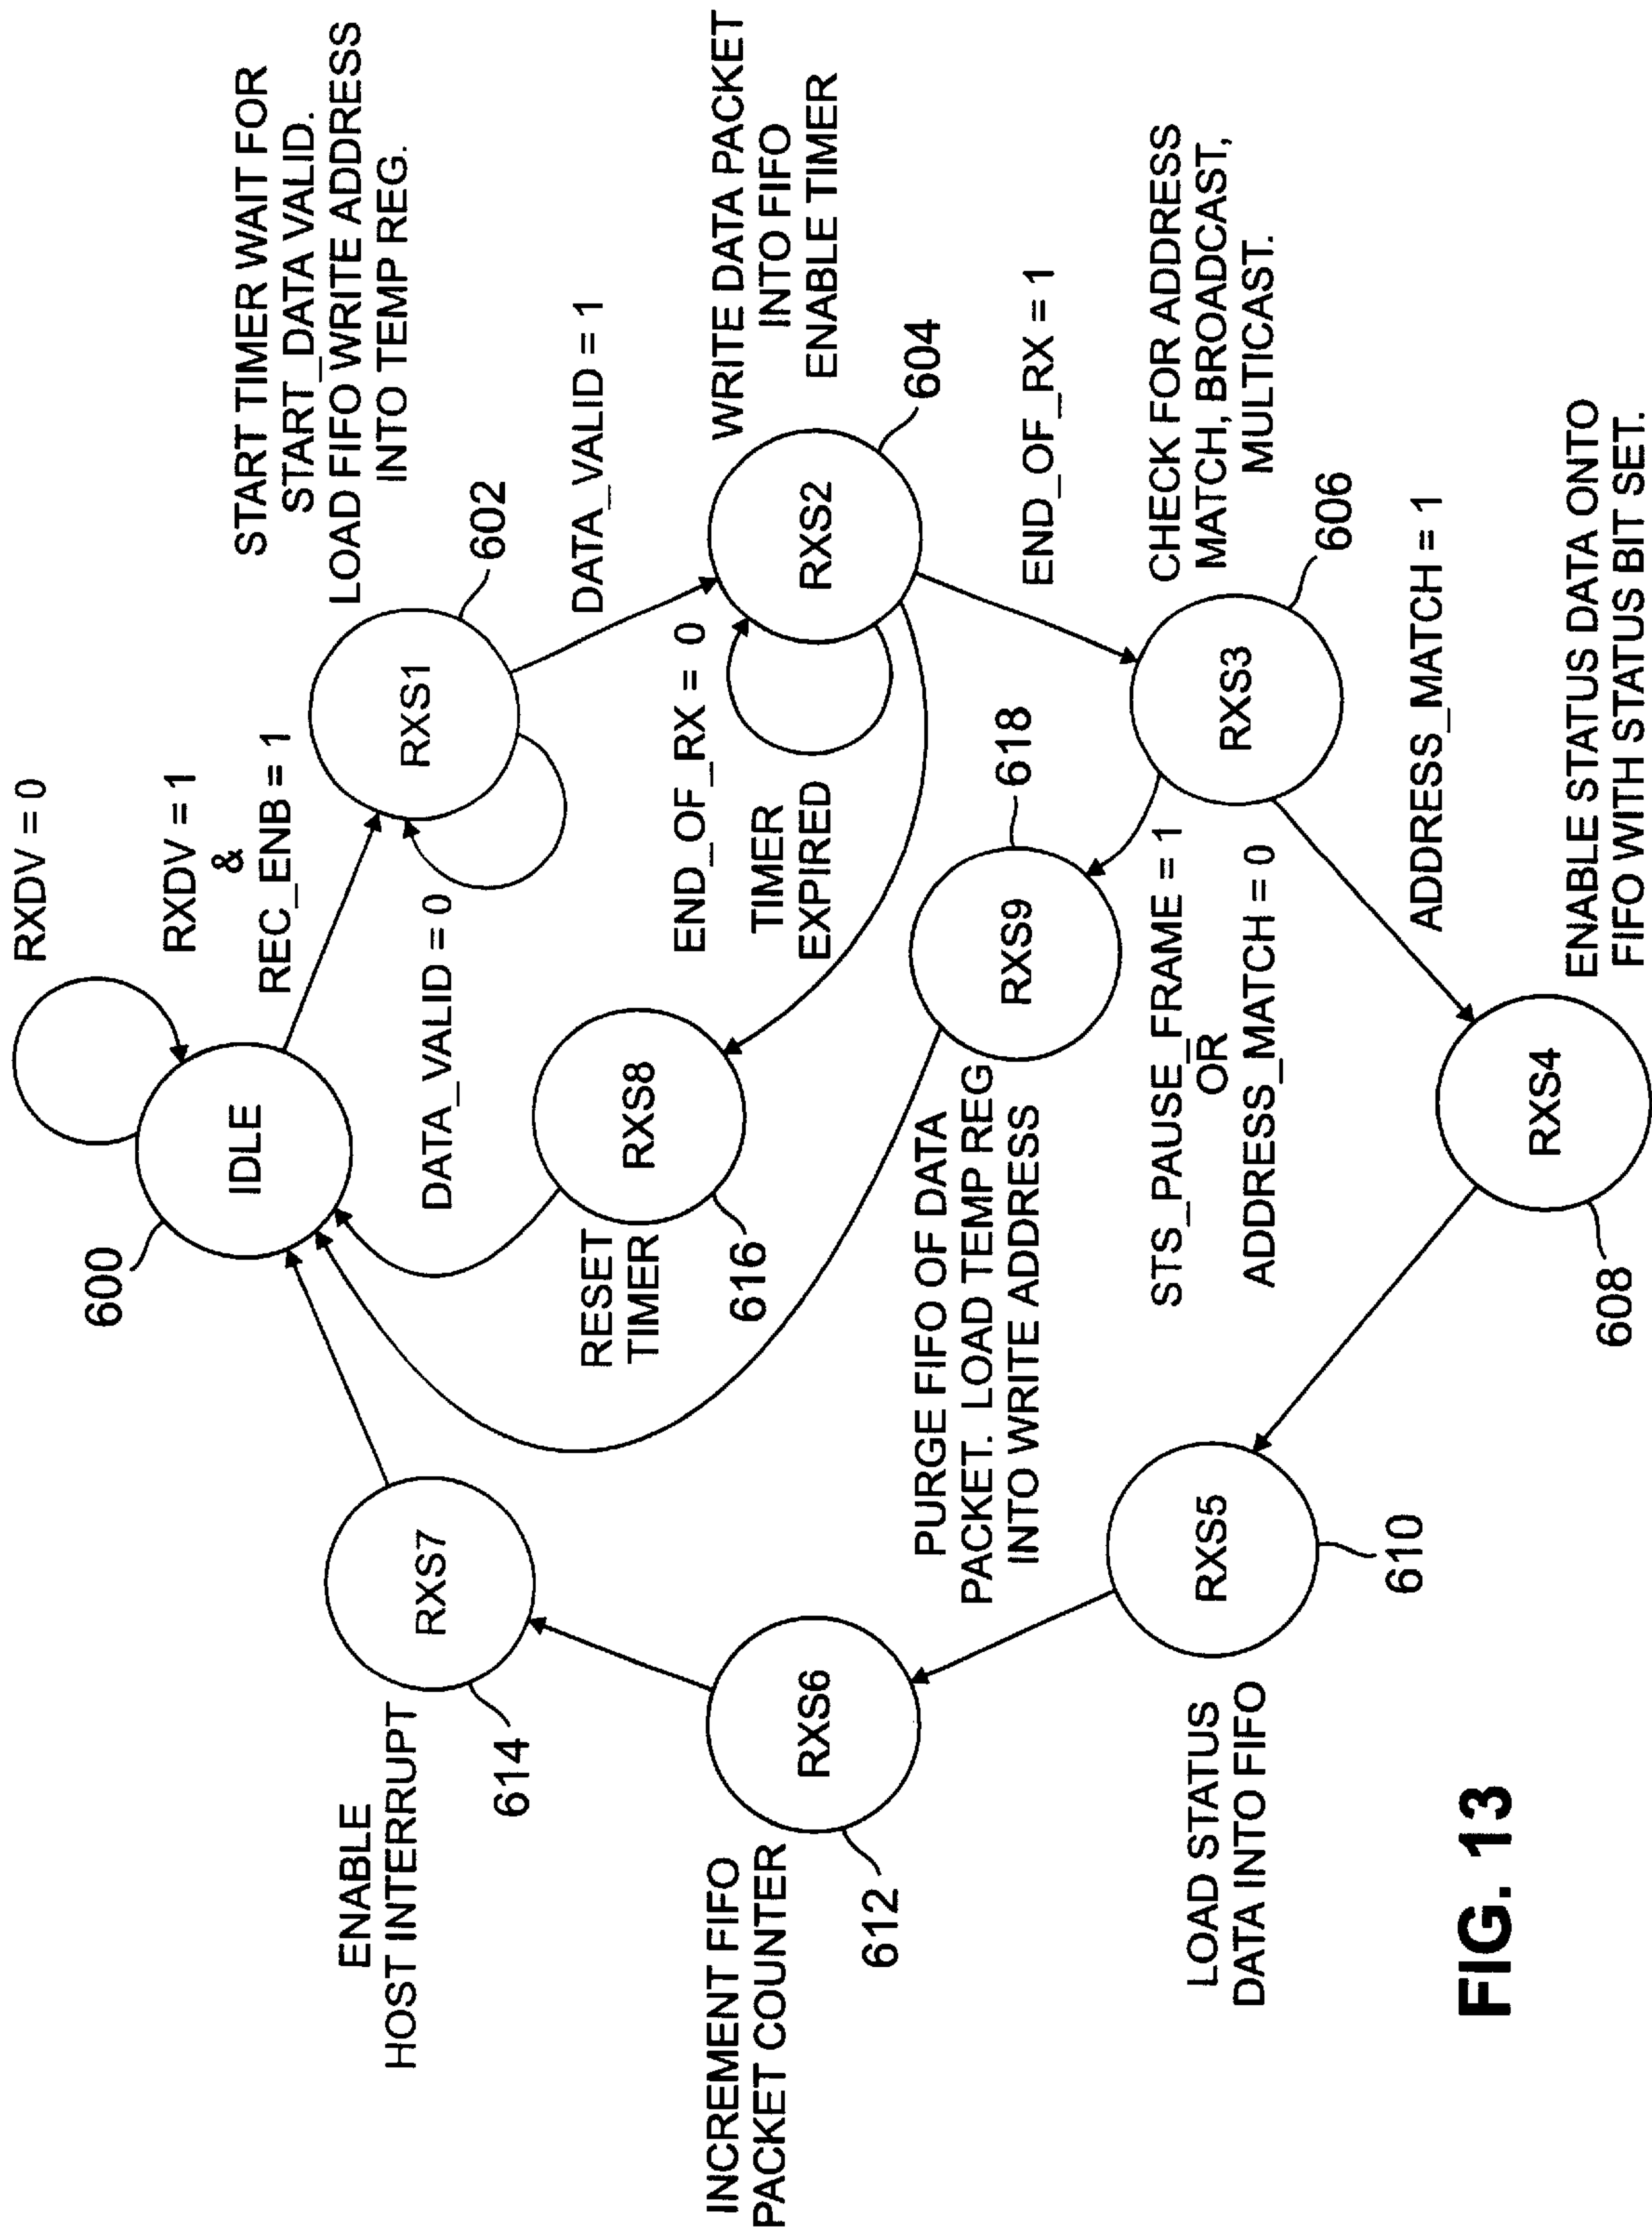 RXDV = 0
600
IDLE
RXDV = 1
&
REC_ENB = 1
START TIMER WAIT FOR
START_DATA VALID.
LOAD FIFO WRITE ADDRESS
INTO TEMP REG.
ENABLE
HOST INTERRUPT
614
RXS7
DATA_VALID = 0
RXS1
602
DATA_VALID = 1
RESET
TIMER
616
RXS8
END_OF_RX = 0
TIMER
EXPIRED
RXS2
604
WRITE DATA PACKET
INTO FIFO
ENABLE TIMER
INCREMENT FIFO
PACKET COUNTER
612
RXS6
PURGE FIFO OF DATA
PACKET. LOAD TEMP REG
INTO WRITE ADDRESS
RXS9
618
END_OF_RX = 1
STS_PAUSE_FRAME = 1
OR
ADDRESS_MATCH = 0
RXS3
606
CHECK FOR ADDRESS
MATCH, BROADCAST,
MULTICAST.
LOAD STATUS
DATA INTO FIFO
RXS5
610
ADDRESS_MATCH = 1
608
RXS4
ENABLE STATUS DATA ONTO
FIFO WITH STATUS BIT SET.
FIG. 13